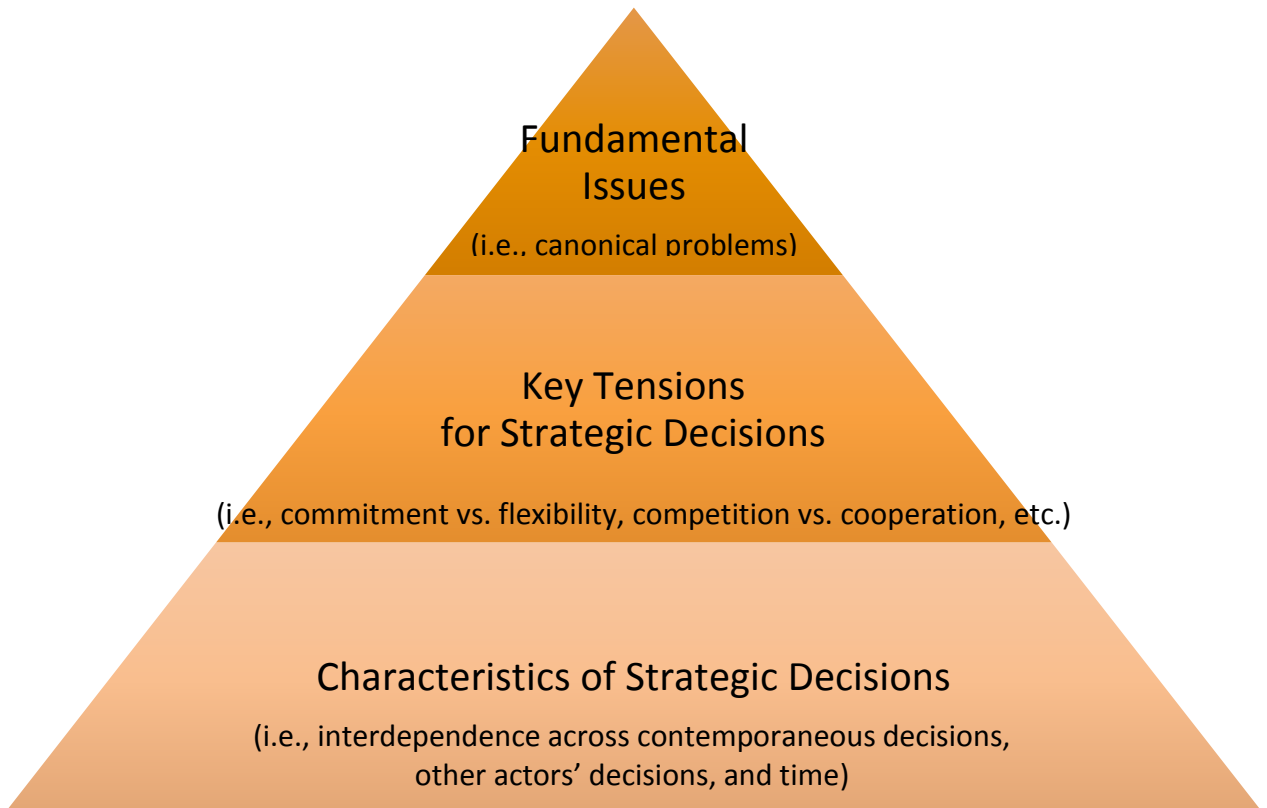 Fundamental
Issues
(i.e., canonical problems)
Key Tensions
for Strategic Decisions
(i.e., commitment vs. flexibility, competition vs. cooperation, etc.)
Characteristics of Strategic Decisions
(i.e., interdependence across contemporaneous decisions,
other actors’ decisions, and time)